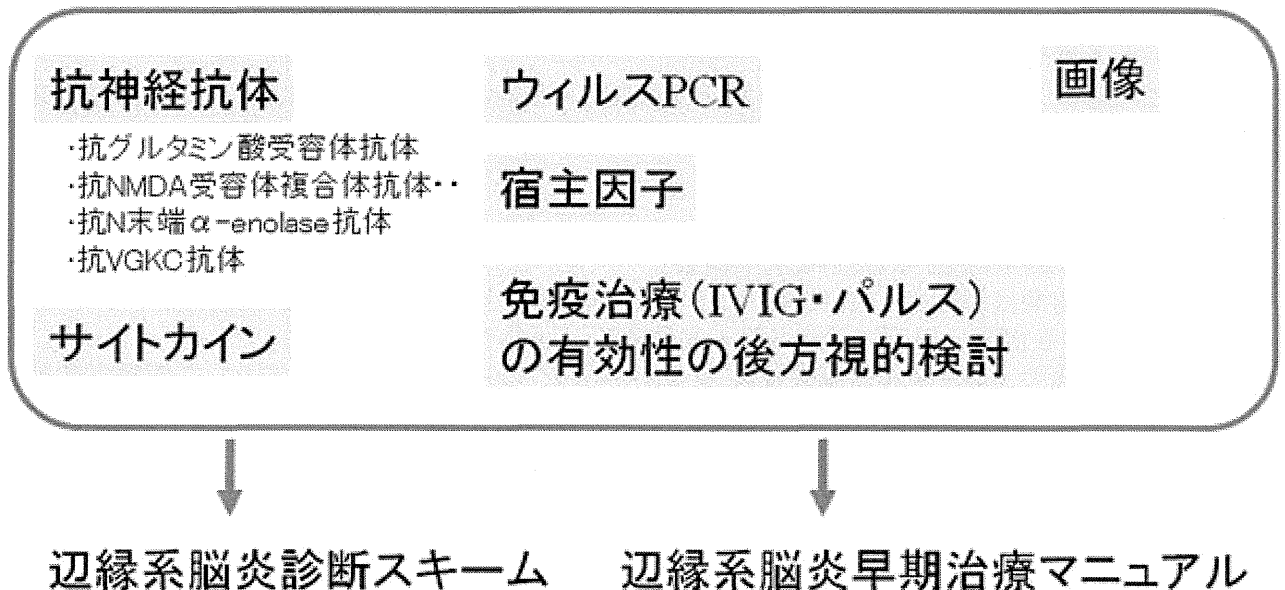 抗神経抗体
・抗グルタミン酸受容体抗体
・抗NMDA受容体複合体抗体・・
・抗N末端α-enolase抗体
・抗VGKC抗体
サイトカイン
ウィルスPCR
宿主因子
免疫治療(IVIG・パルス)
の有効性の後方視的検討
画像
辺縁系脳炎診断スキーム
辺縁系脳炎早期治療マニュアル